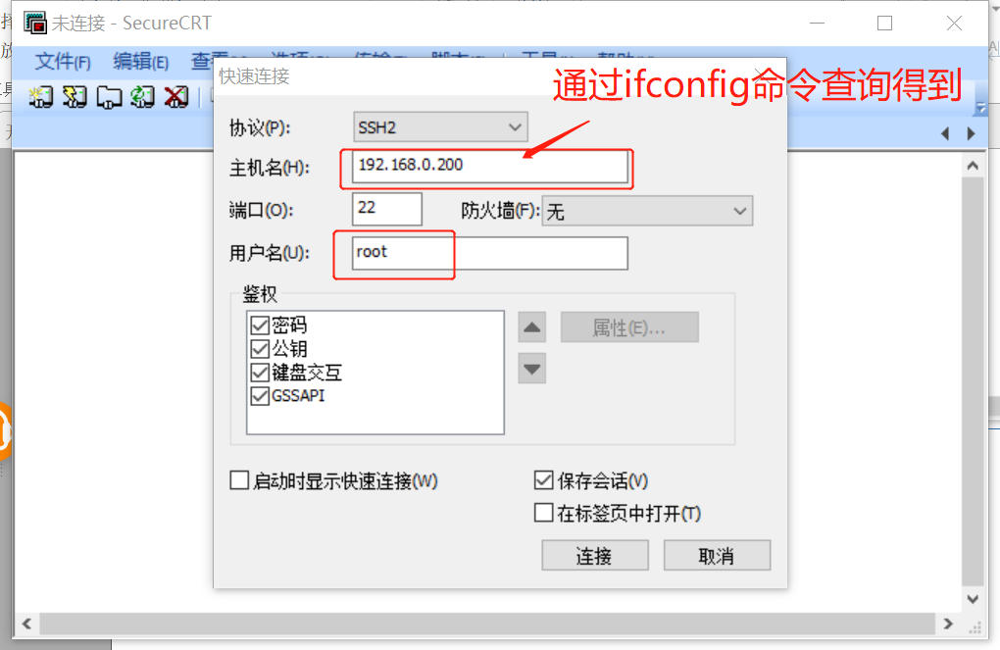 未连接 - SecureCRT
文件(F) 编辑(E)
快速连接
通过ifconfig命令查询得到
协议(P): SSH2
主机名(H): 192.168.0.200
端口(O): 22 防火墙(F): 无
用户名(U): root
鉴权
密码
公钥
键盘交互
GSSAPI
属性(E)...
启动时显示快速连接(W) 保存会话(V)
在标签页中打开(T)
连接 取消